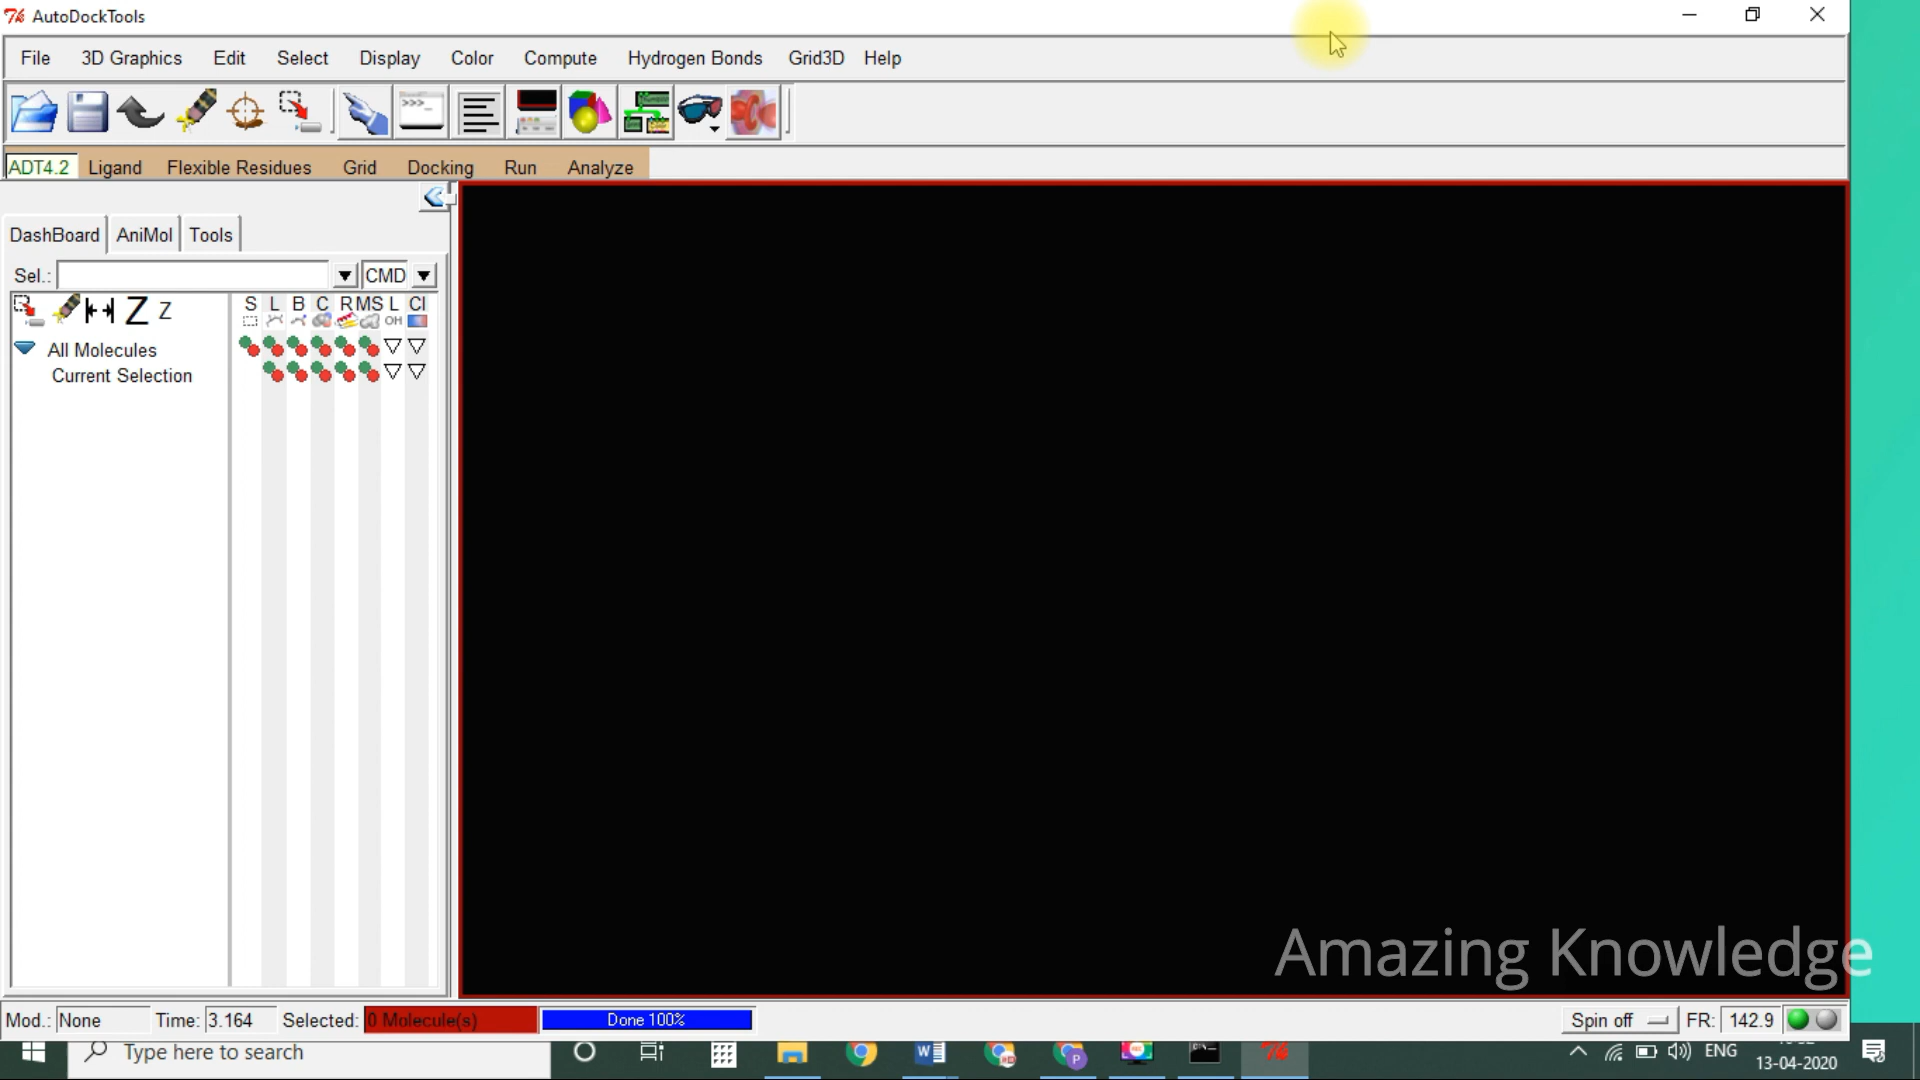 AutoDockTools
File 3D Graphics Edit Select Display Color Compute Hydrogen Bonds Grid3D Help
>>>_
ADT4.2 Ligand Flexible Residues Grid Docking Run Analyze
DashBoard AniMol Tools
Sel.: CMD
Z Z S L B C R MS L Cl
OH
All Molecules
Current Selection
Amazing Knowledge
Mod.: None Time: 3.164 Selected: 0 Molecule(s) Done 100% Spin off FR: 142.9
Type here to search ENG
13-04-2020